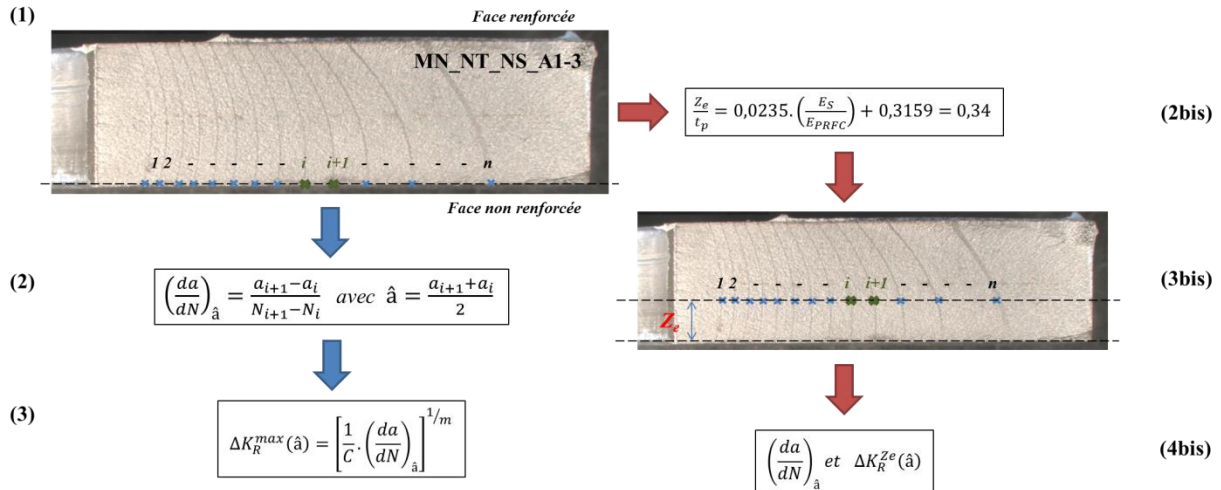 (1)
Face renforcée
MN_NT_NS_A1-3
1 2 - - - - - i i+1 - - - - - n
Face non renforcée
Z_e/t_p = 0,0235.(E_S/E_PRFC) + 0,3159 = 0,34
(2bis)
(2)
(da/dN)_â = (a_{i+1}−a_i)/(N_{i+1}−N_i) avec â = (a_{i+1}+a_i)/2
1 2 - - - - - i i+1 - - - - n
Z_e
(3bis)
(3)
ΔK_R^max(â) = [1/C.(da/dN)_â]^{1/m}
(da/dN)_â et ΔK_R^{Ze}(â)
(4bis)